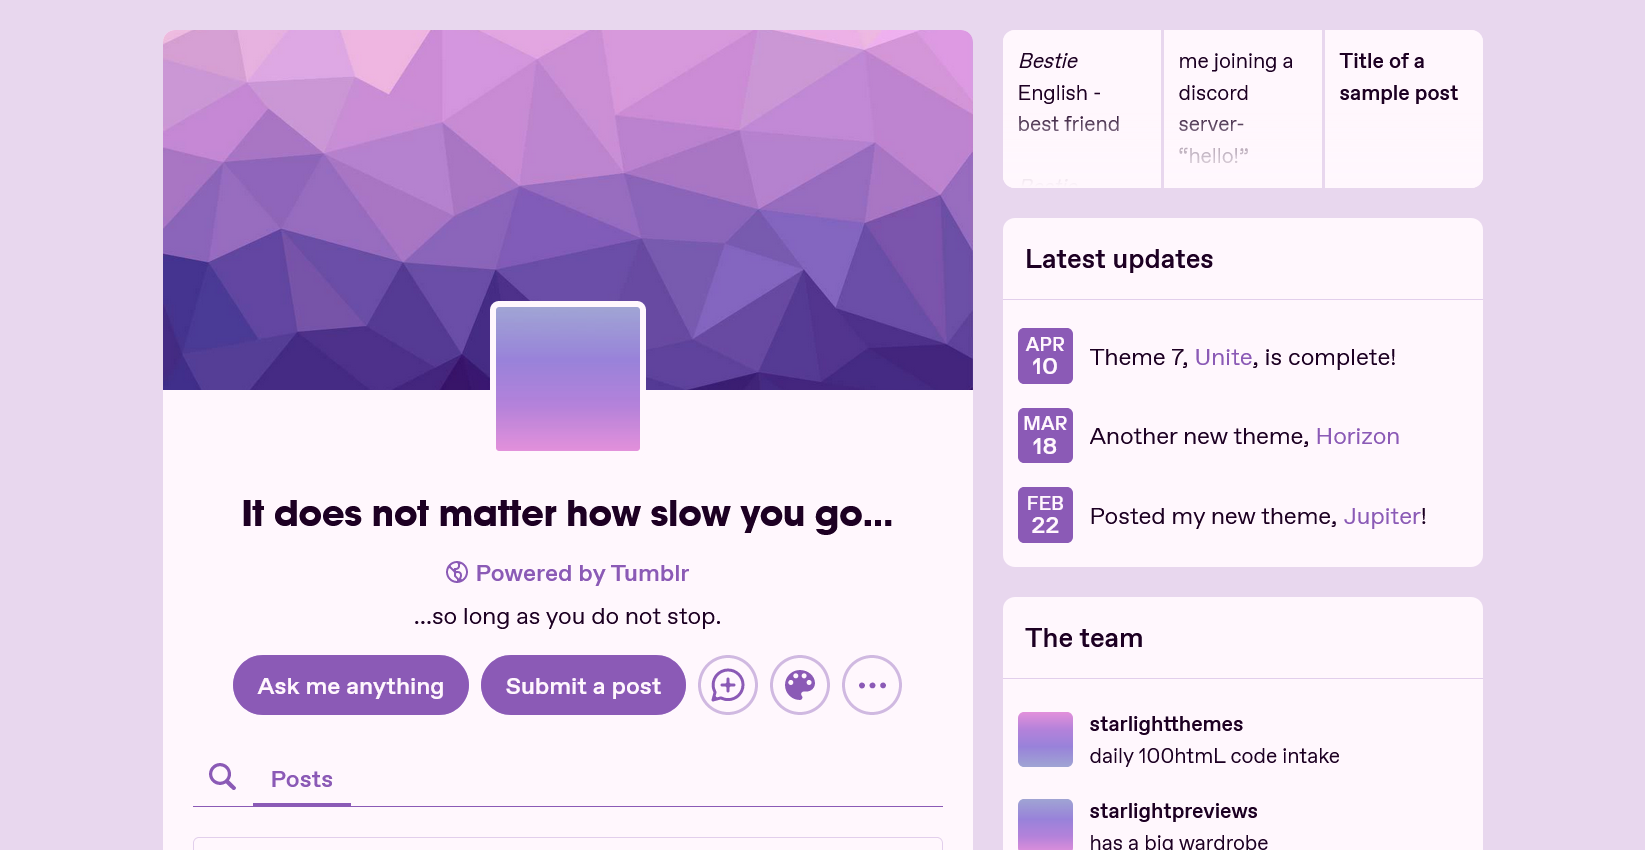 It does not matter how slow you go...
Powered by Tumblr
...so long as you do not stop.
Ask me anything
Submit a post
Posts
Bestie
English -
best friend
me joining a
discord
server-
“hello!”
Title of a
sample post
Latest updates
APR
10
Theme 7, Unite, is complete!
MAR
18
Another new theme, Horizon
FEB
22
Posted my new theme, Jupiter!
The team
starlightthemes
daily 100htmL code intake
starlightpreviews
has a big wardrobe